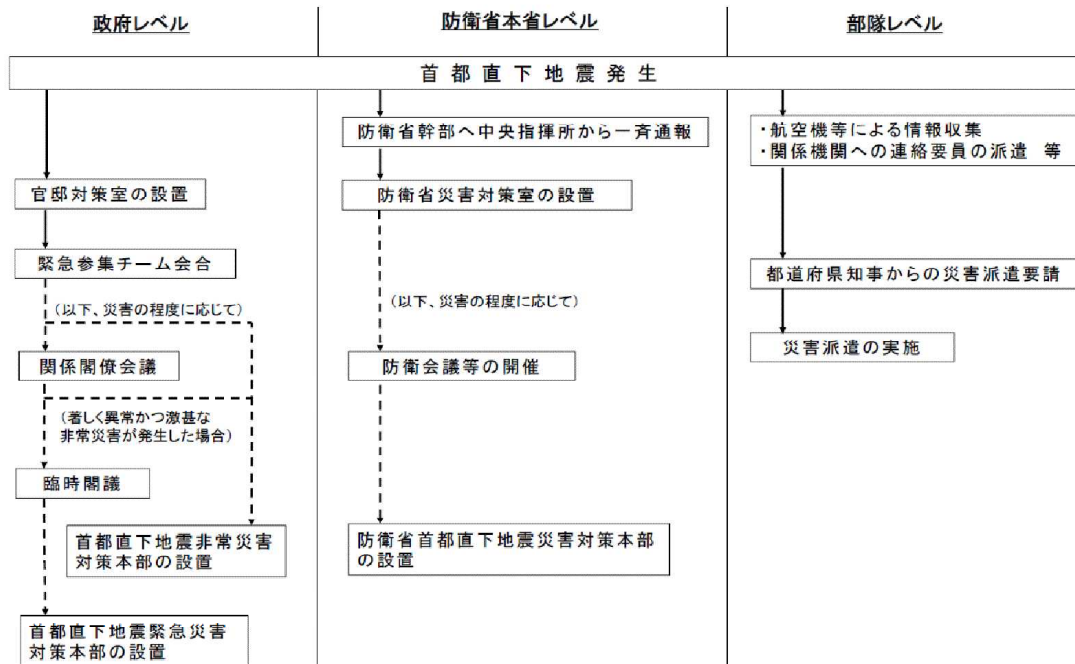 政府レベル
防衛省本省レベル
部隊レベル
首都直下地震発生
官邸対策室の設置
緊急参集チーム会合
（以下、災害の程度に応じて）
関係閣僚会議
（著しく異常かつ激甚な
非常災害が発生した場合）
臨時閣議
首都直下地震非常災害
対策本部の設置
首都直下地震緊急災害
対策本部の設置
防衛省幹部へ中央指揮所から一斉通報
防衛省災害対策室の設置
（以下、災害の程度に応じて）
防衛会議等の開催
防衛省首都直下地震災害対策本部
の設置
・航空機等による情報収集
・関係機関への連絡要員の派遣 等
都道府県知事からの災害派遣要請
災害派遣の実施